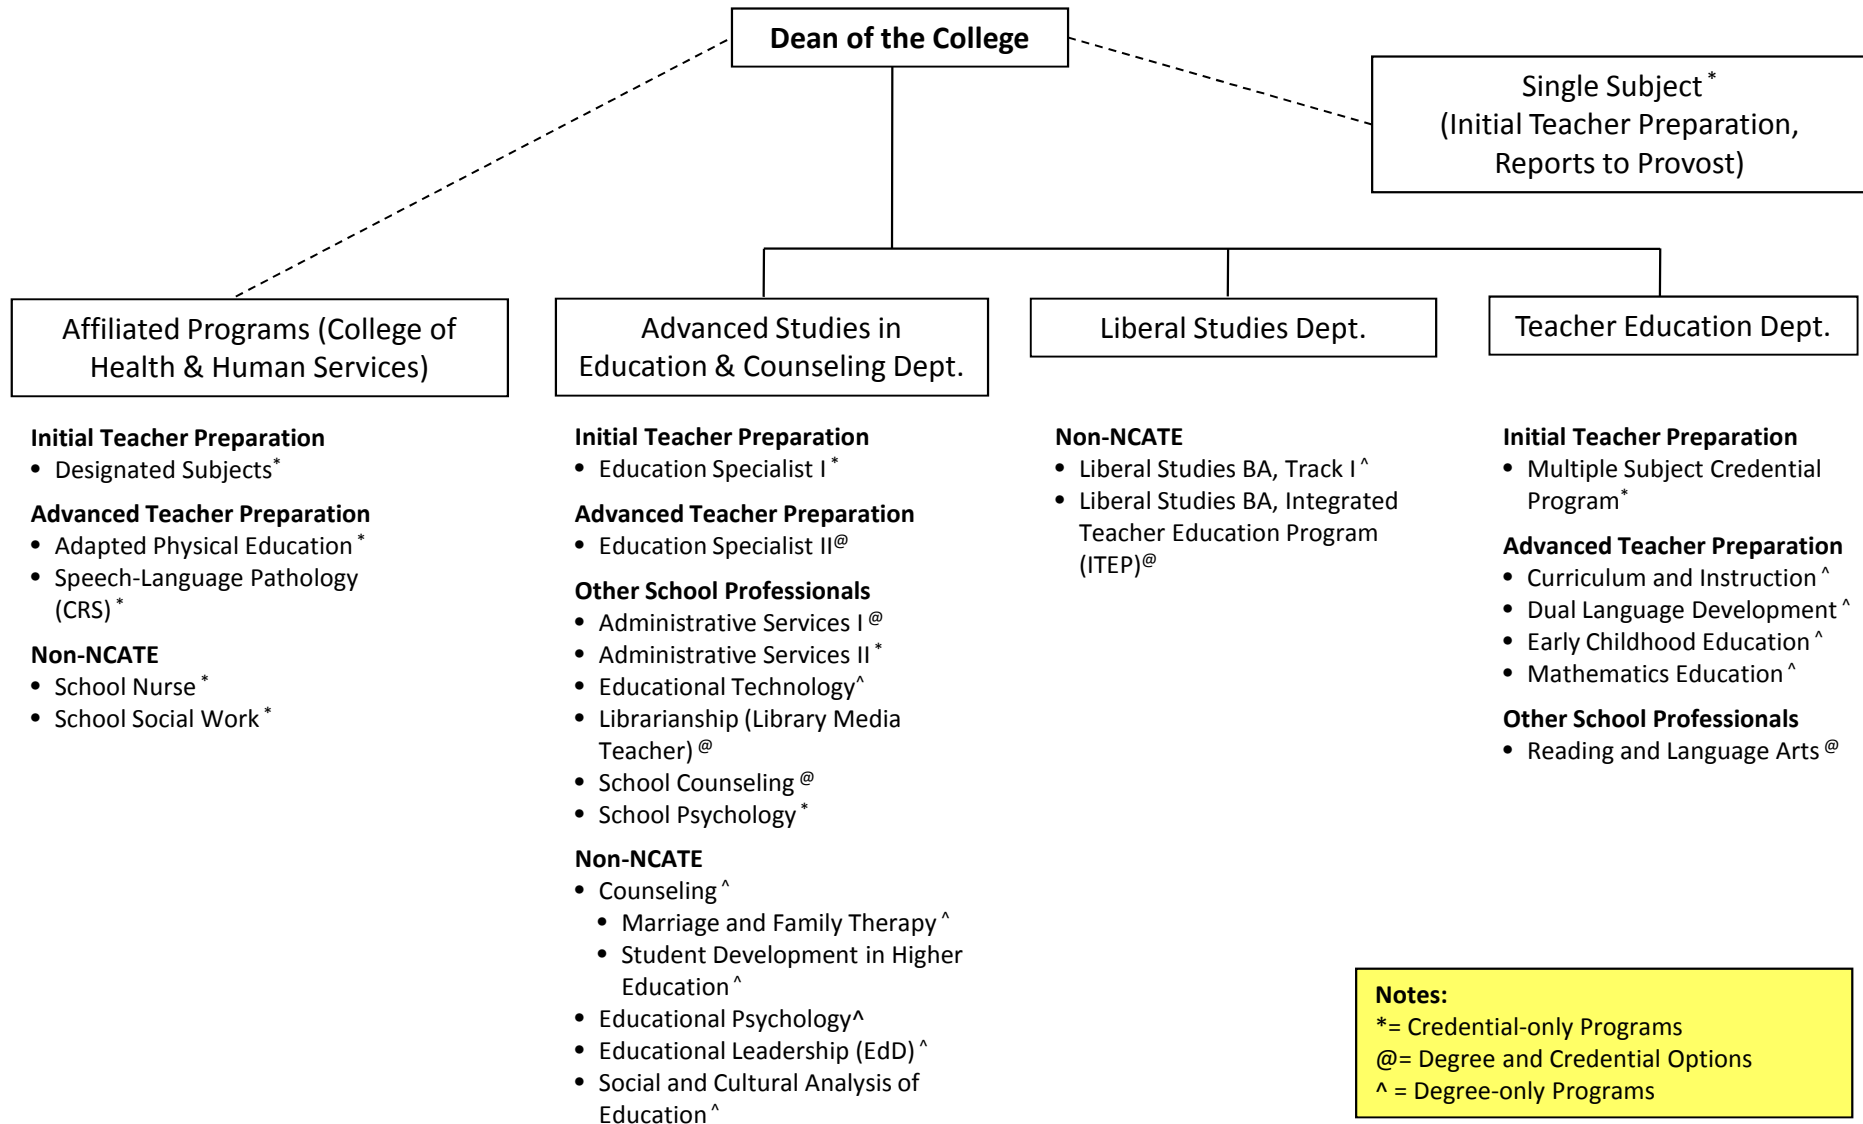 Dean of the College
Single Subject *
(Initial Teacher Preparation,
Reports to Provost)
Affiliated Programs (College of
Health & Human Services)
Initial Teacher Preparation
• Designated Subjects*
Advanced Teacher Preparation
• Adapted Physical Education *
• Speech-Language Pathology
(CRS) *
Non-NCATE
• School Nurse *
• School Social Work *
Advanced Studies in
Education & Counseling Dept.
Initial Teacher Preparation
• Education Specialist I *
Advanced Teacher Preparation
• Education Specialist II@
Other School Professionals
• Administrative Services I @
• Administrative Services II *
• Educational Technology^
• Librarianship (Library Media
Teacher) @
• School Counseling @
• School Psychology *
Non-NCATE
• Counseling ^
• Marriage and Family Therapy ^
• Student Development in Higher
Education ^
• Educational Psychology^
• Educational Leadership (EdD) ^
• Social and Cultural Analysis of
Education ^
Liberal Studies Dept.
Non-NCATE
• Liberal Studies BA, Track I ^
• Liberal Studies BA, Integrated
Teacher Education Program
(ITEP)@
Teacher Education Dept.
Initial Teacher Preparation
• Multiple Subject Credential
Program*
Advanced Teacher Preparation
• Curriculum and Instruction ^
• Dual Language Development ^
• Early Childhood Education ^
• Mathematics Education ^
Other School Professionals
• Reading and Language Arts @
Notes:
*= Credential-only Programs
@= Degree and Credential Options
^ = Degree-only Programs